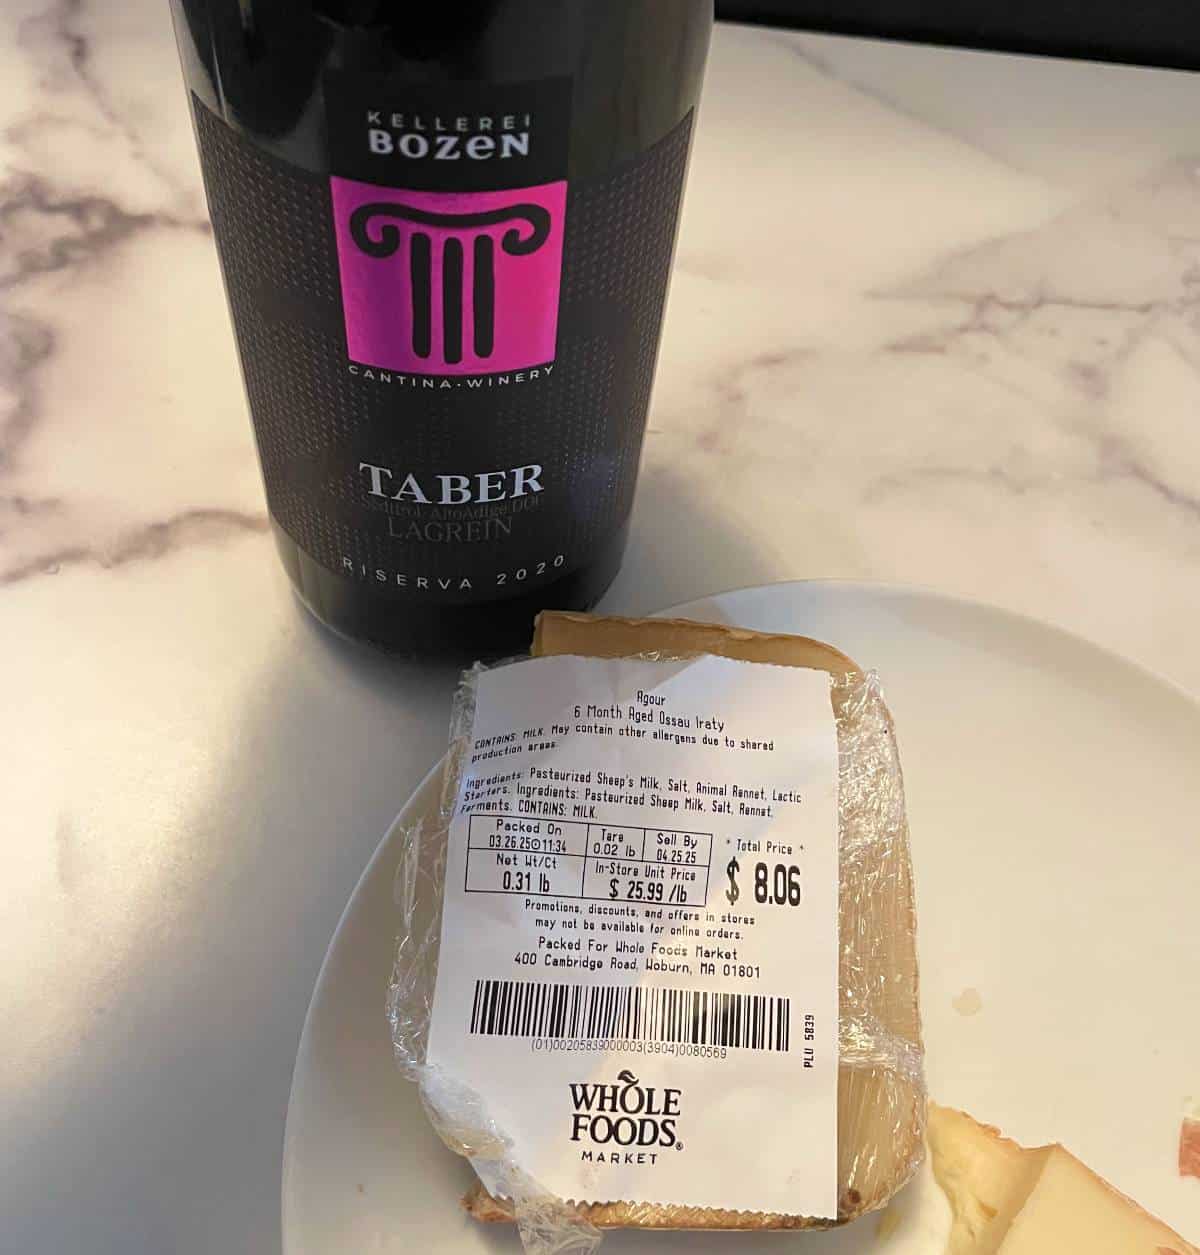 KELLEREI
BOZEN
CANTINA·WINERY
TABER
Südtirol-AltoAdige DOC
LAGREIN
RISERVA 2020
Agour
6 Month Aged Ossau Iraty
CONTAINS: MILK. May contain other allergens due to shared
production areas.
Ingredients: Pasteurized Sheep's Milk, Salt, Animal Rennet, Lactic
Starters. Ingredients: Pasteurized Sheep Milk, Salt, Rennet,
Ferments. CONTAINS: MILK.
Packed On Tare Sell By * Total Price *
03.26.25 11:34 0.02 lb 04.25.25
Net Wt/Ct In-Store Unit Price $ 8.06
0.31 lb $ 25.99 /lb
Promotions, discounts, and offers in stores
may not be available for online orders.
Packed For Whole Foods Market
400 Cambridge Road, Woburn, MA 01801
(01)00205839000003(3904)0080569
PLU 5839
WHOLE
FOODS®
MARKET